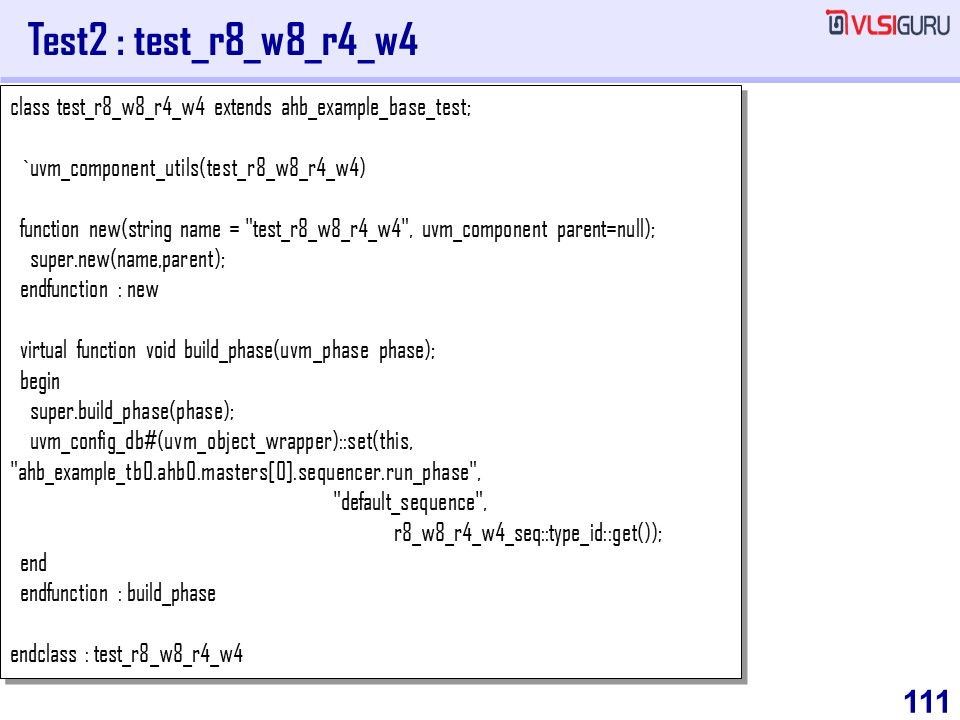 Test2 : test_r8_w8_r4_w4
VLSIGURU
class test_r8_w8_r4_w4 extends ahb_example_base_test;
`uvm_component_utils(test_r8_w8_r4_w4)
function new(string name = "test_r8_w8_r4_w4", uvm_component parent=null);
super.new(name,parent);
endfunction : new
virtual function void build_phase(uvm_phase phase);
begin
super.build_phase(phase);
uvm_config_db#(uvm_object_wrapper)::set(this,
"ahb_example_tb0.ahb0.masters[0].sequencer.run_phase",
"default_sequence",
r8_w8_r4_w4_seq::type_id::get());
end
endfunction : build_phase
endclass : test_r8_w8_r4_w4
111